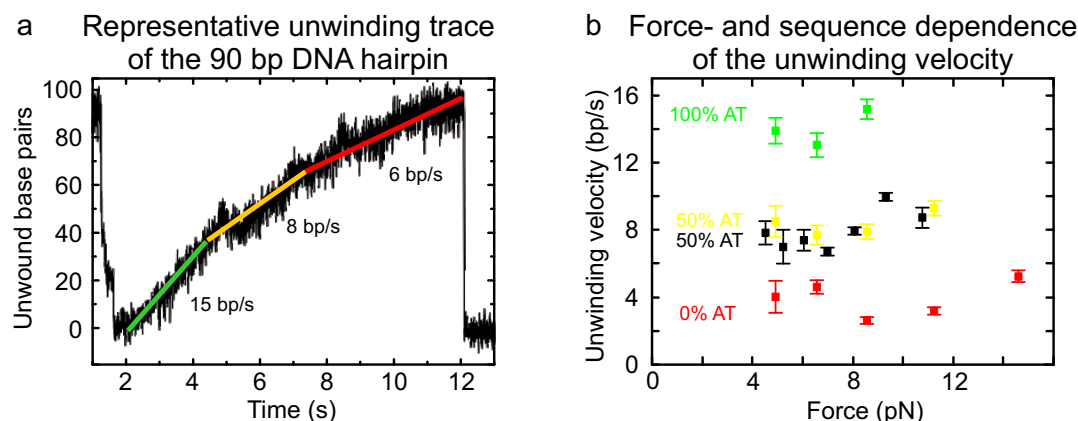 a
Representative unwinding trace
of the 90 bp DNA hairpin
Unwound base pairs
100
80
60
40
20
0
15 bp/s
8 bp/s
6 bp/s
2
4
6
8
10
12
Time (s)
b
Force- and sequence dependence
of the unwinding velocity
Unwinding velocity (bp/s)
16
12
8
4
0
100% AT
50% AT
50% AT
0% AT
0
4
8
12
Force (pN)